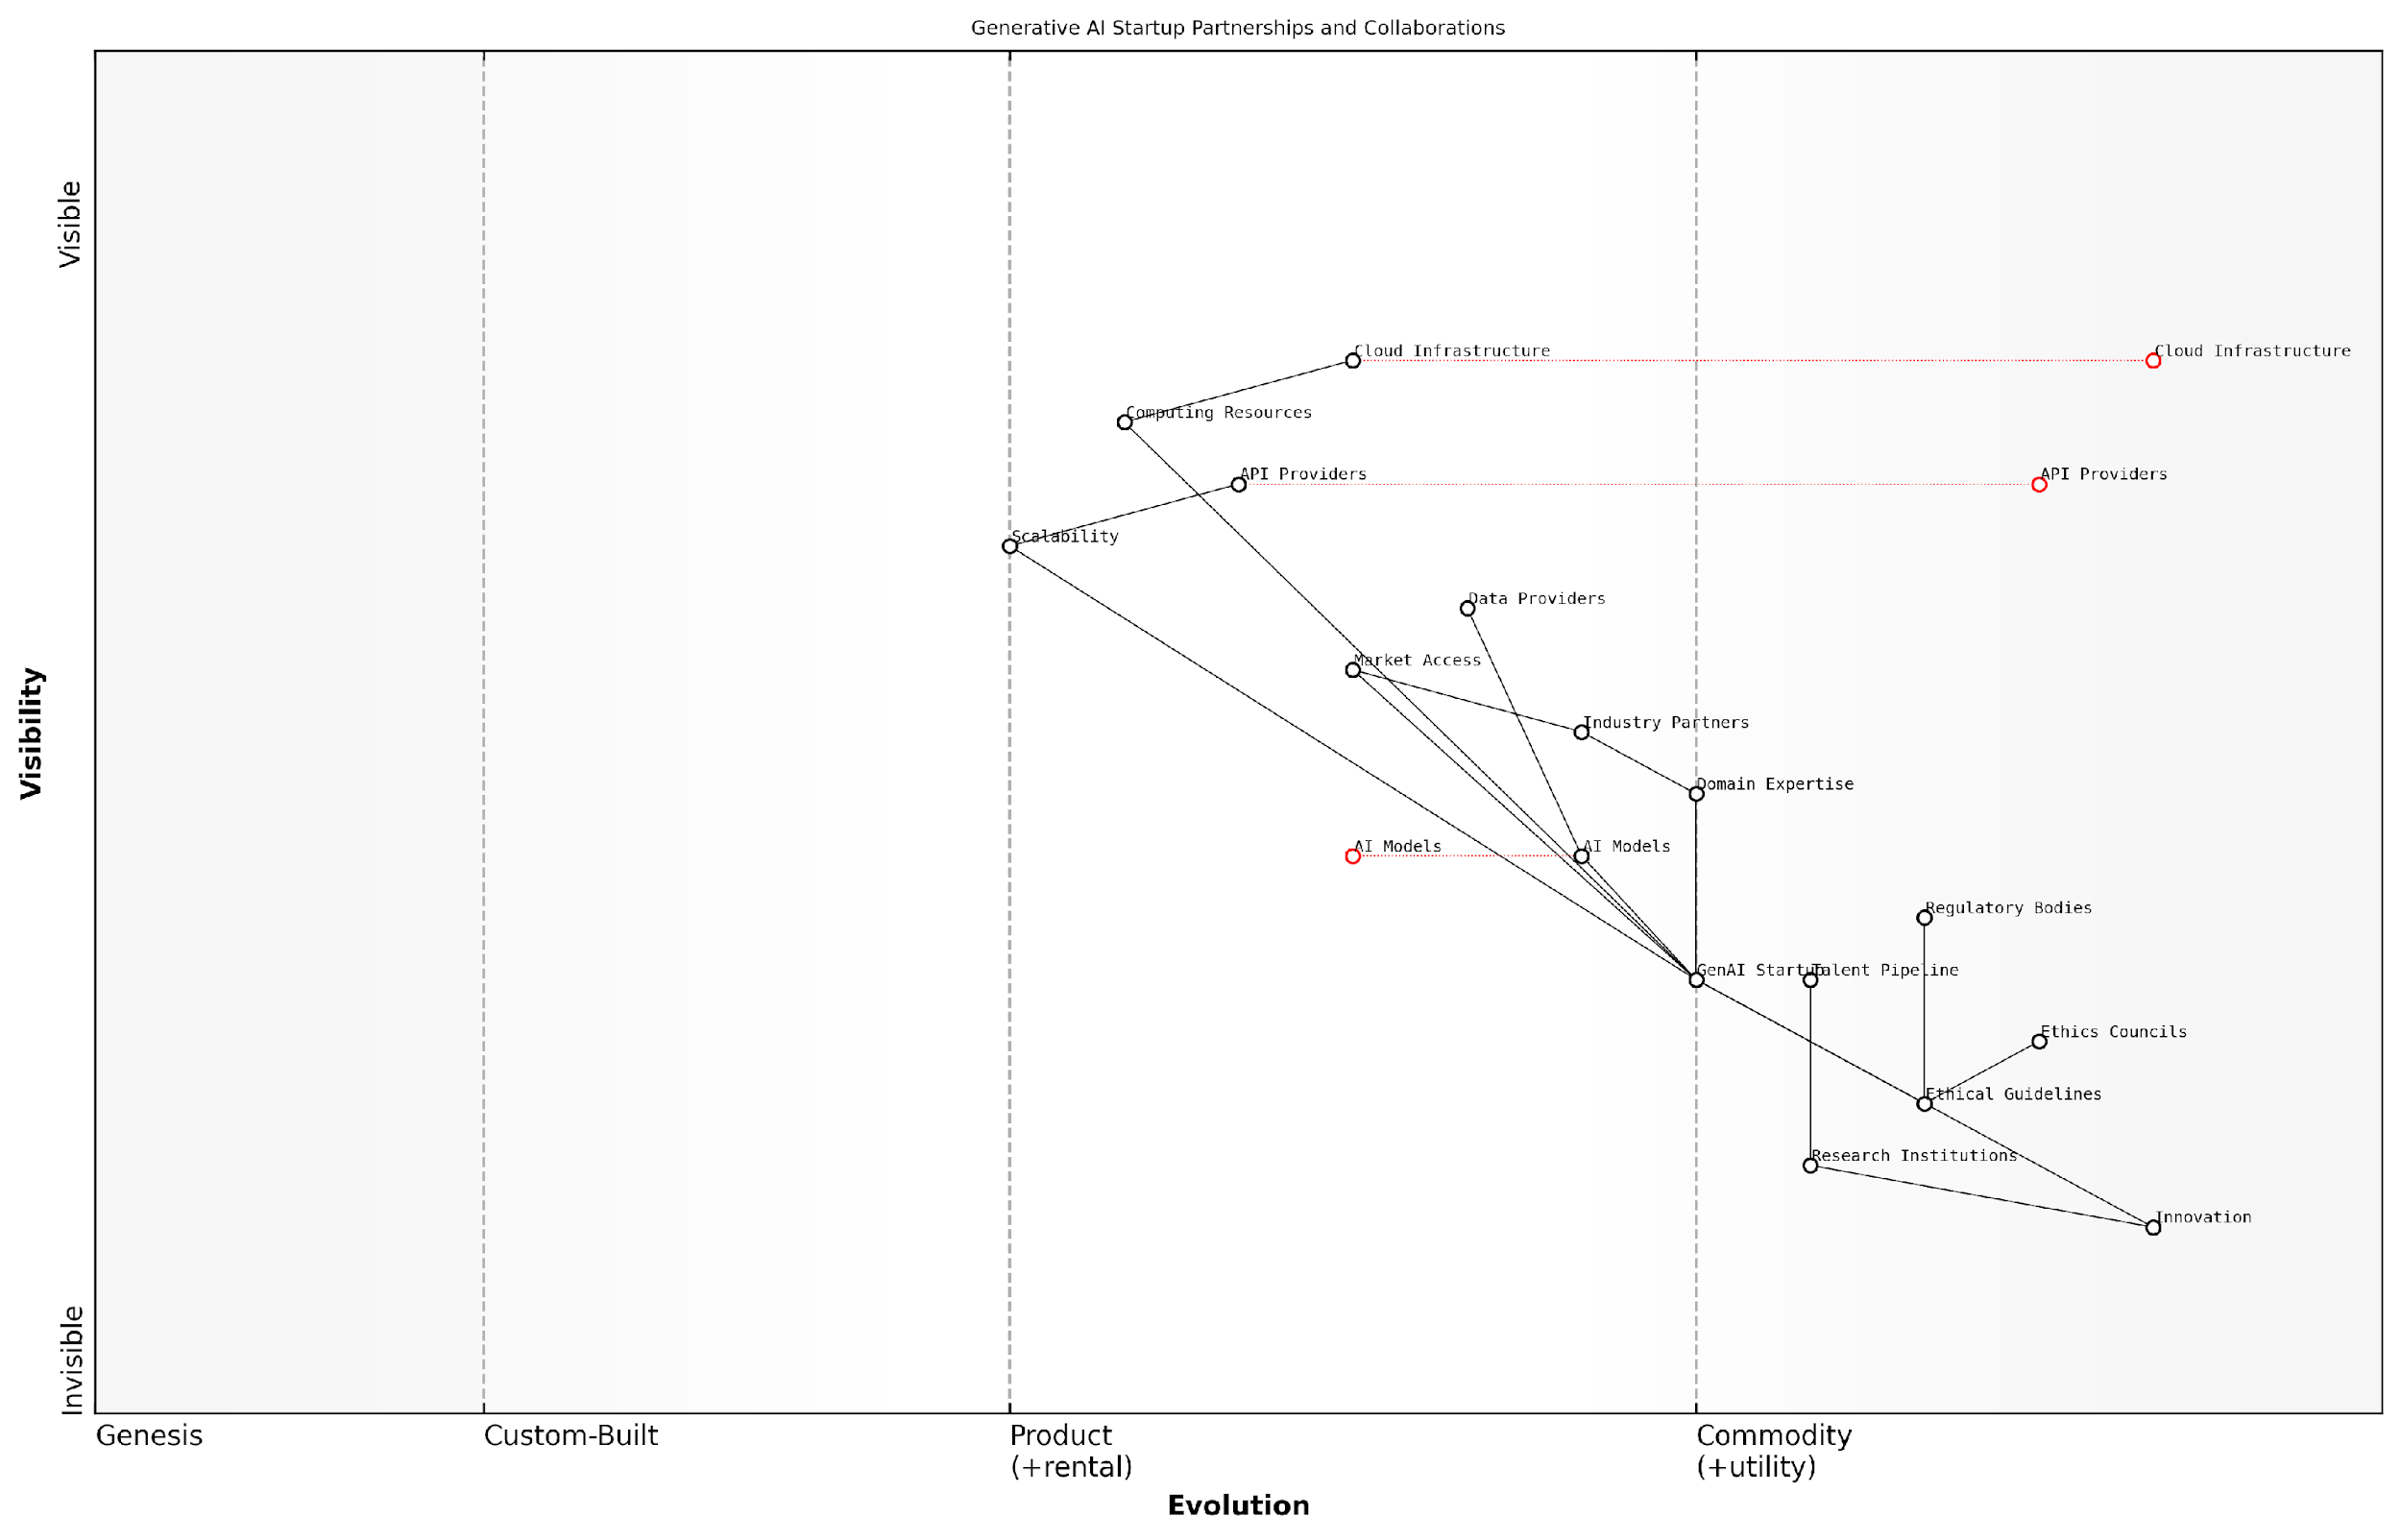 Generative AI Startup Partnerships and Collaborations
Visible
Visibility
Invisible
Cloud Infrastructure
Cloud Infrastructure
Computing Resources
API Providers
API Providers
Scalability
Data Providers
Market Access
Industry Partners
Domain Expertise
AI Models
AI Models
Regulatory Bodies
GenAI Startup
Talent Pipeline
Ethics Councils
Ethical Guidelines
Research Institutions
Innovation
Genesis
Custom-Built
Product
(+rental)
Commodity
(+utility)
Evolution